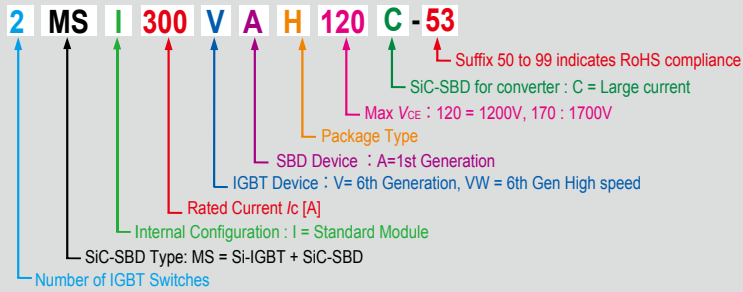 2 MS I 300 V A H 120 C - 53
Suffix 50 to 99 indicates RoHS compliance
SiC-SBD for converter : C = Large current
Max VCE : 120 = 1200V, 170 : 1700V
Package Type
SBD Device : A=1st Generation
IGBT Device : V= 6th Generation, VW = 6th Gen High speed
Rated Current Ic [A]
Internal Configuration : I = Standard Module
SiC-SBD Type: MS = Si-IGBT + SiC-SBD
Number of IGBT Switches